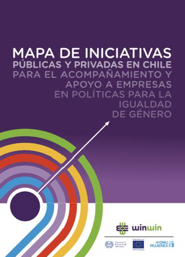 MAPA DE INICIATIVAS
PÚBLICAS Y PRIVADAS EN CHILE
PARA EL ACOMPAÑAMIENTO Y
APOYO A EMPRESAS
EN POLÍTICAS PARA LA
IGUALDAD
DE GÉNERO
winwin